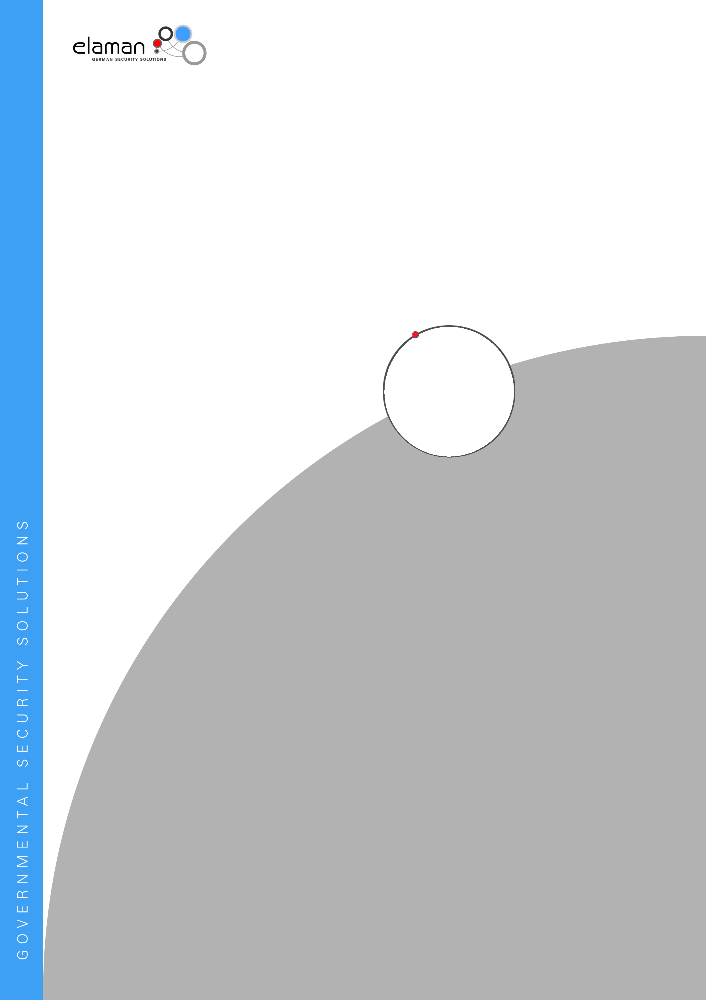 elaman
GERMAN SECURITY SOLUTIONS
GOVERNMENTAL SECURITY SOLUTIONS